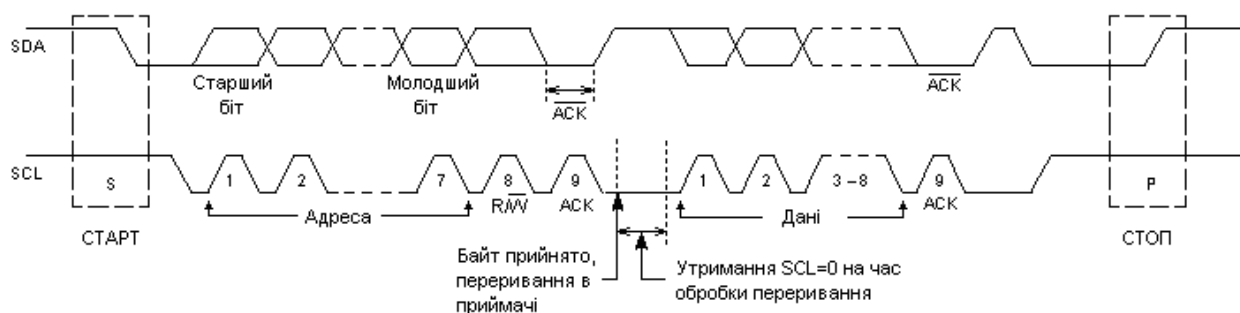 SDA
Старший
біт
Молодший
біт
ACK
ACK
SCL
S
1
2
7
8
9
1
2
3-8
9
P
R/W
ACK
ACK
Адреса
Дані
СТАРТ
СТОП
Байт прийнято,
переривання в
приймачі
Утримання SCL=0 на час
обробки переривання